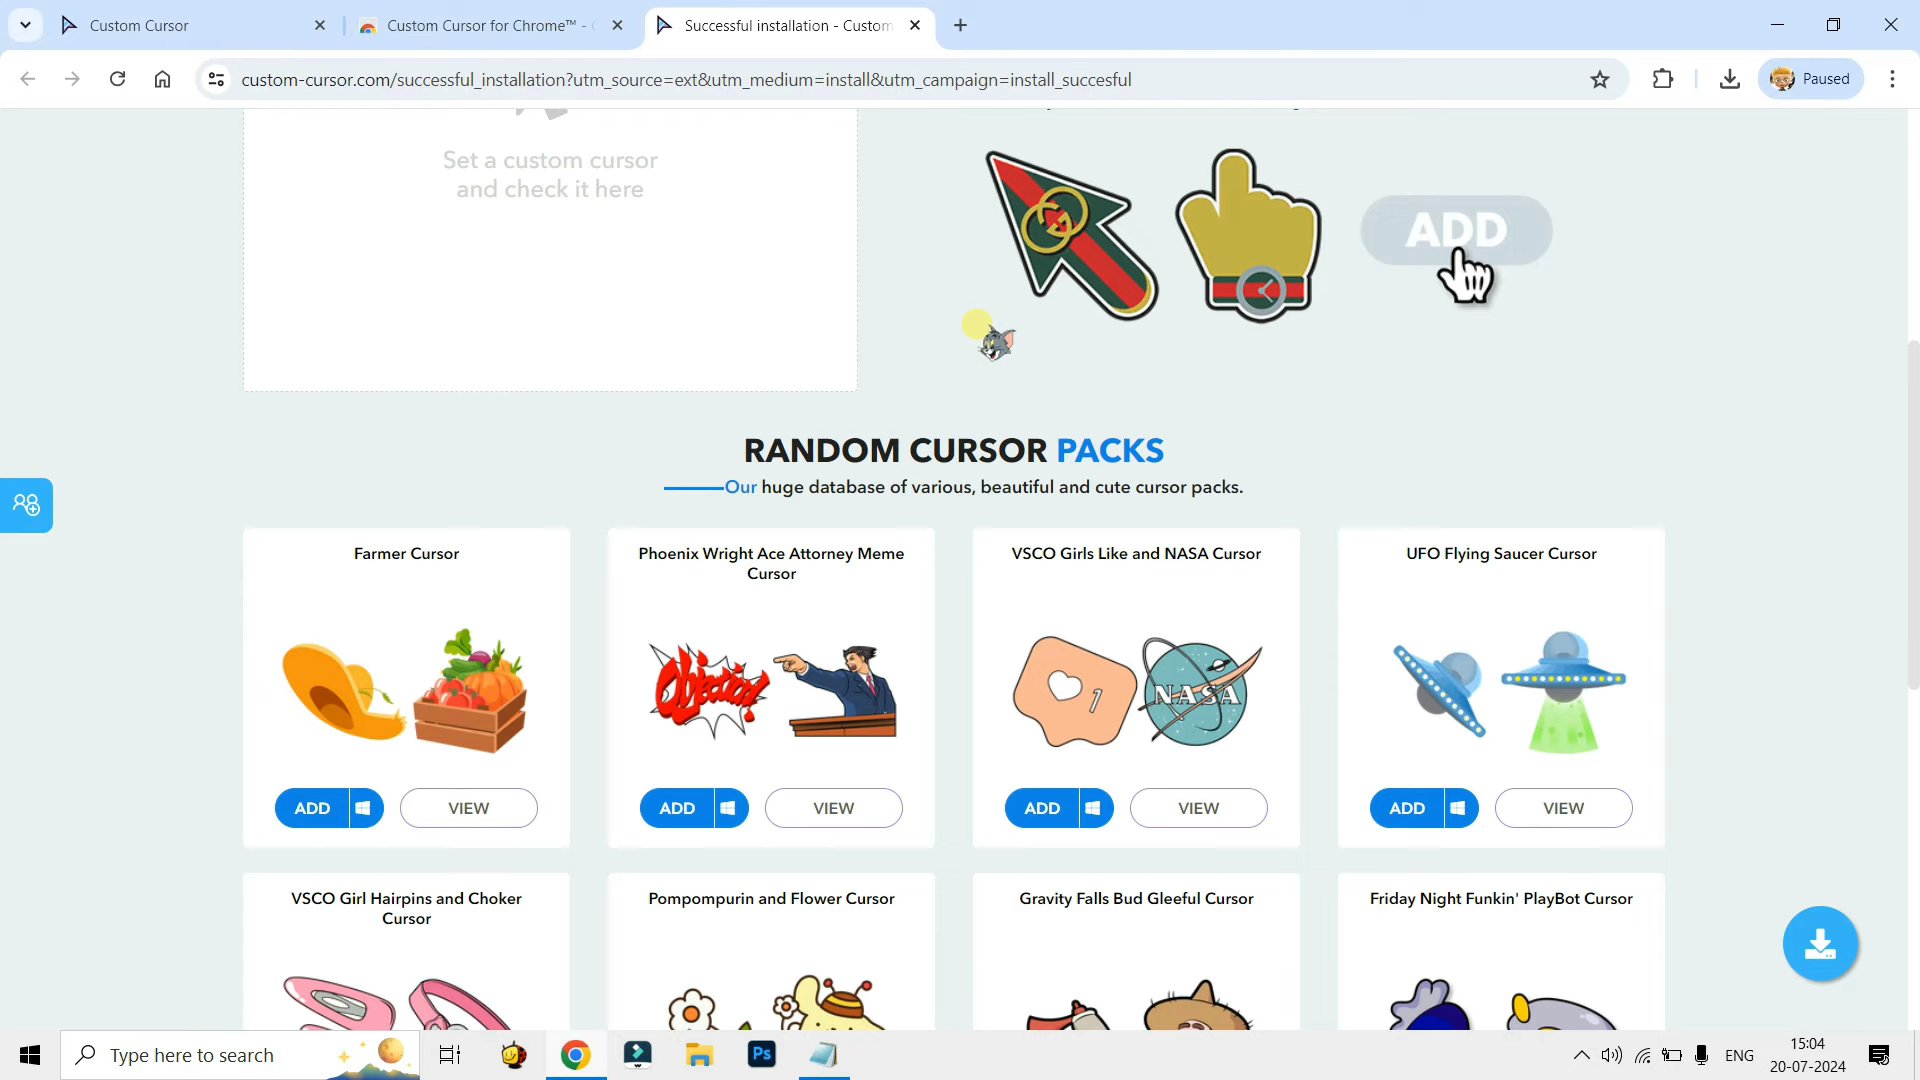 Custom Cursor
Custom Cursor for Chrome™ -
Successful installation - Custom
custom-cursor.com/successful_installation?utm_source=ext&utm_medium=install&utm_campaign=install_succesful
Paused
Set a custom cursor
and check it here
ADD
RANDOM CURSOR PACKS
Our huge database of various, beautiful and cute cursor packs.
Farmer Cursor
Phoenix Wright Ace Attorney Meme
Cursor
VSCO Girls Like and NASA Cursor
UFO Flying Saucer Cursor
Objection!
1
NASA
ADD
VIEW
ADD
VIEW
ADD
VIEW
ADD
VIEW
VSCO Girl Hairpins and Choker
Cursor
Pompompurin and Flower Cursor
Gravity Falls Bud Gleeful Cursor
Friday Night Funkin' PlayBot Cursor
Type here to search
Ps
ENG
15:04
20-07-2024